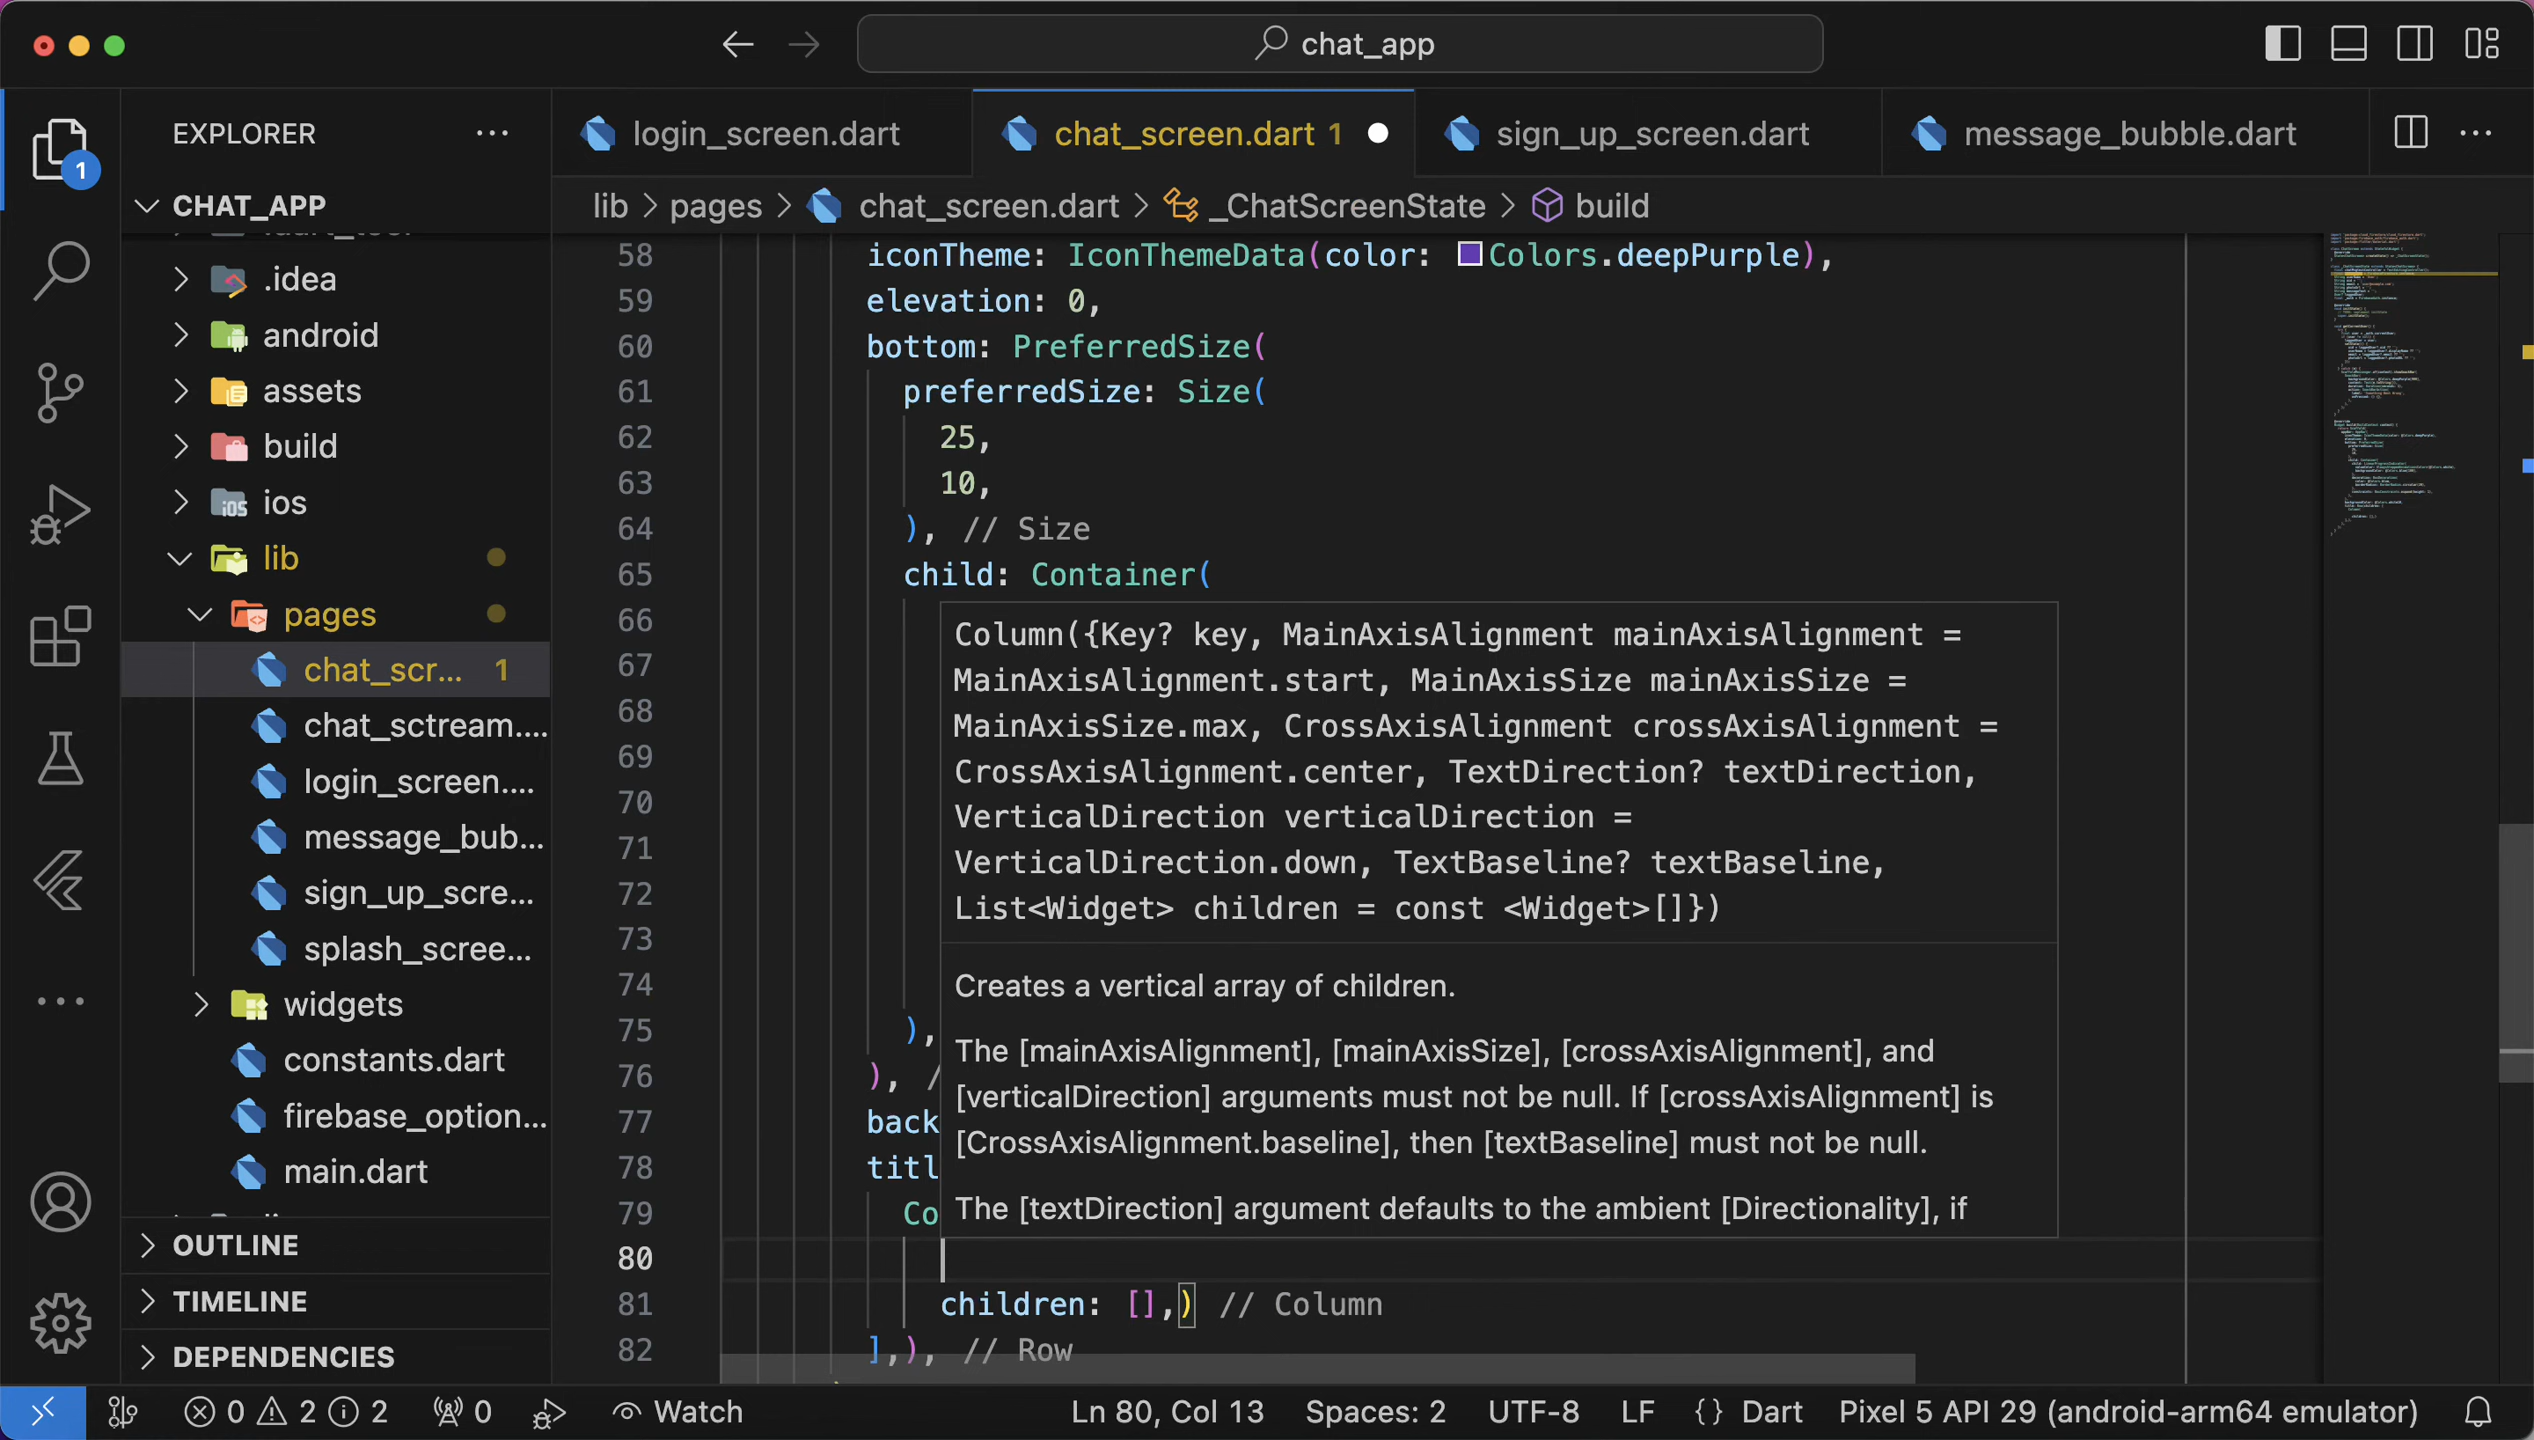 chat_app
EXPLORER
login_screen.dart
chat_screen.dart 1
sign_up_screen.dart
message_bubble.dart
1
CHAT_APP
lib > pages > chat_screen.dart > _ChatScreenState > build
.idea
android
assets
build
ios
lib
pages
chat_scr... 1
chat_sctream....
login_screen....
message_bub...
sign_up_scre...
splash_scree...
widgets
constants.dart
firebase_option...
main.dart
OUTLINE
TIMELINE
DEPENDENCIES
58 iconTheme: IconThemeData(color: Colors.deepPurple),
59 elevation: 0,
60 bottom: PreferredSize(
61 preferredSize: Size(
62 25,
63 10,
64 ), // Size
65 child: Container(
66
67
68
69
70
71
72
73
74
75 ),
76 ), /
77 back
78 titl
79 Co
80
81 children: [],) // Column
82 ],), // Row
Column({Key? key, MainAxisAlignment mainAxisAlignment =
MainAxisAlignment.start, MainAxisSize mainAxisSize =
MainAxisSize.max, CrossAxisAlignment crossAxisAlignment =
CrossAxisAlignment.center, TextDirection? textDirection,
VerticalDirection verticalDirection =
VerticalDirection.down, TextBaseline? textBaseline,
List<Widget> children = const <Widget>[]})
Creates a vertical array of children.
The [mainAxisAlignment], [mainAxisSize], [crossAxisAlignment], and
[verticalDirection] arguments must not be null. If [crossAxisAlignment] is
[CrossAxisAlignment.baseline], then [textBaseline] must not be null.
The [textDirection] argument defaults to the ambient [Directionality], if
0 2 2 0 Watch Ln 80, Col 13 Spaces: 2 UTF-8 LF {} Dart Pixel 5 API 29 (android-arm64 emulator)